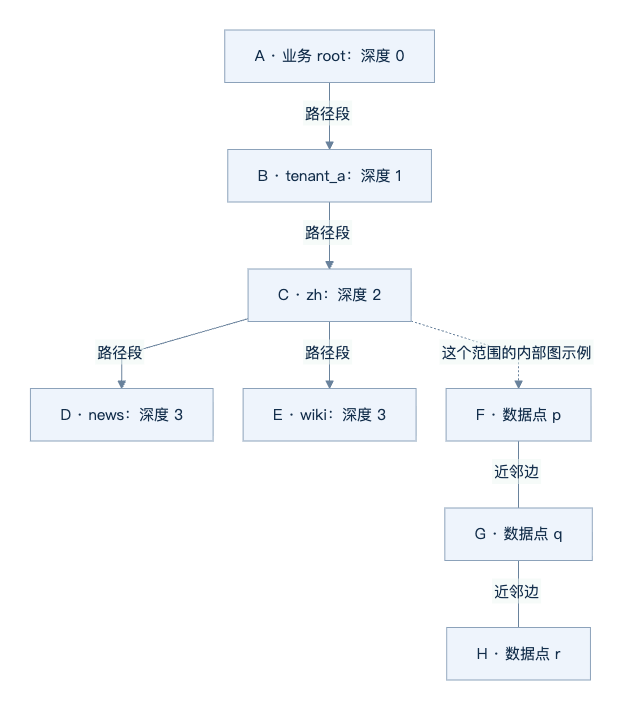 A · 业务 root：深度 0
路径段
B · tenant_a：深度 1
路径段
C · zh：深度 2
路径段
路径段
这个范围的内部图示例
D · news：深度 3
E · wiki：深度 3
F · 数据点 p
近邻边
G · 数据点 q
近邻边
H · 数据点 r